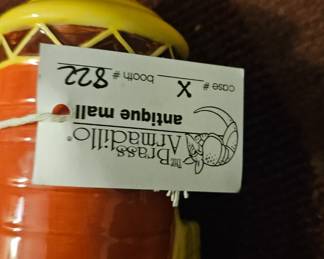 THE Brass
Armadillo®
antique mall
case # X booth # 822